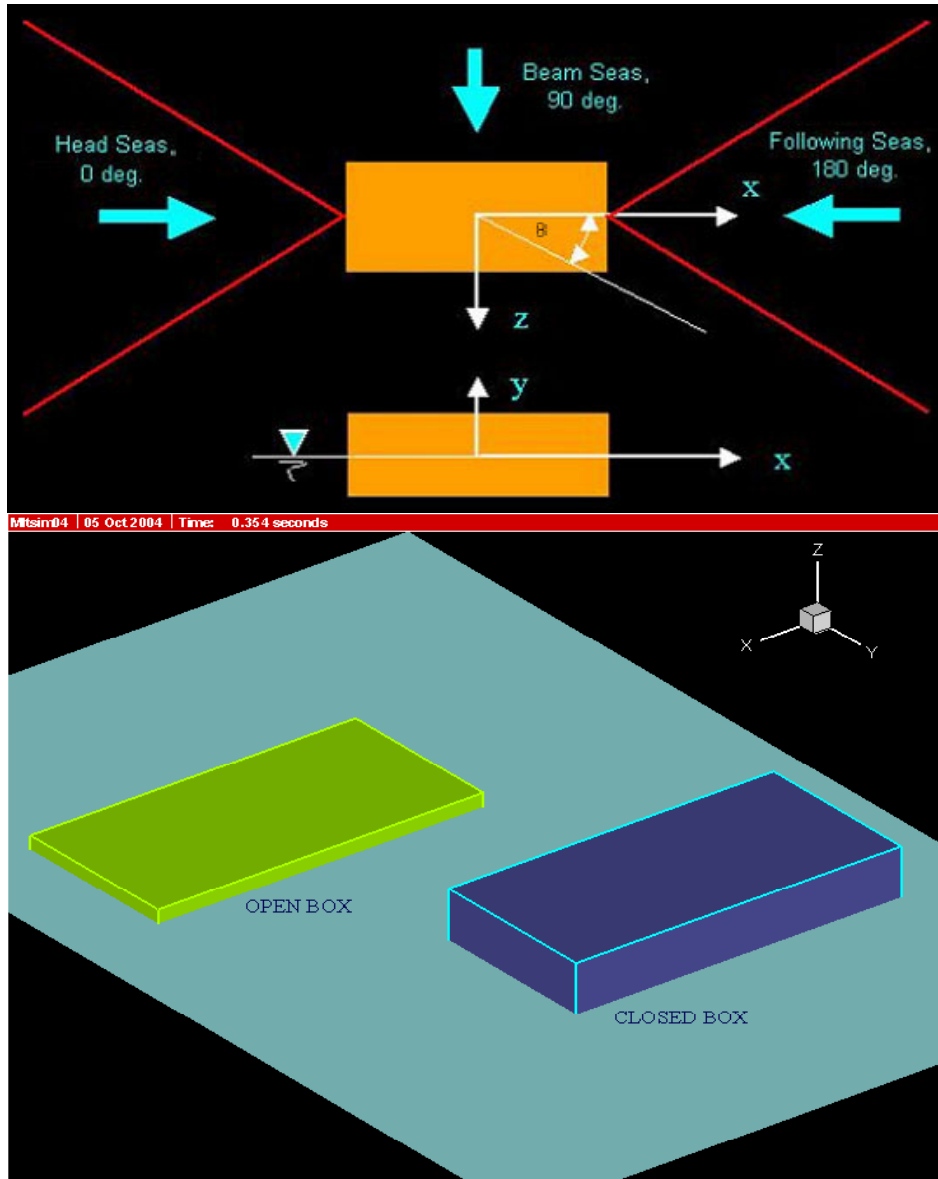 Beam Seas,
90 deg.
Head Seas,
0 deg.
Following Seas,
180 deg.
x
z
y
x
Mltsim04 | 05 Oct 2004 | Time: 0.354 seconds
Z
X
Y
OPEN BOX
CLOSED BOX